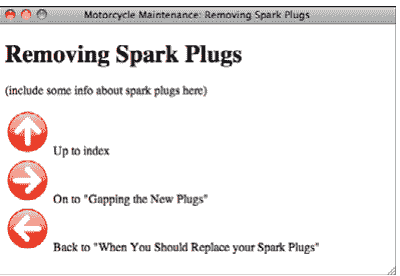 Motorcycle Maintenance: Removing Spark Plugs
Removing Spark Plugs
(include some info about spark plugs here)
Up to index
On to "Gapping the New Plugs"
Back to "When You Should Replace your Spark Plugs"